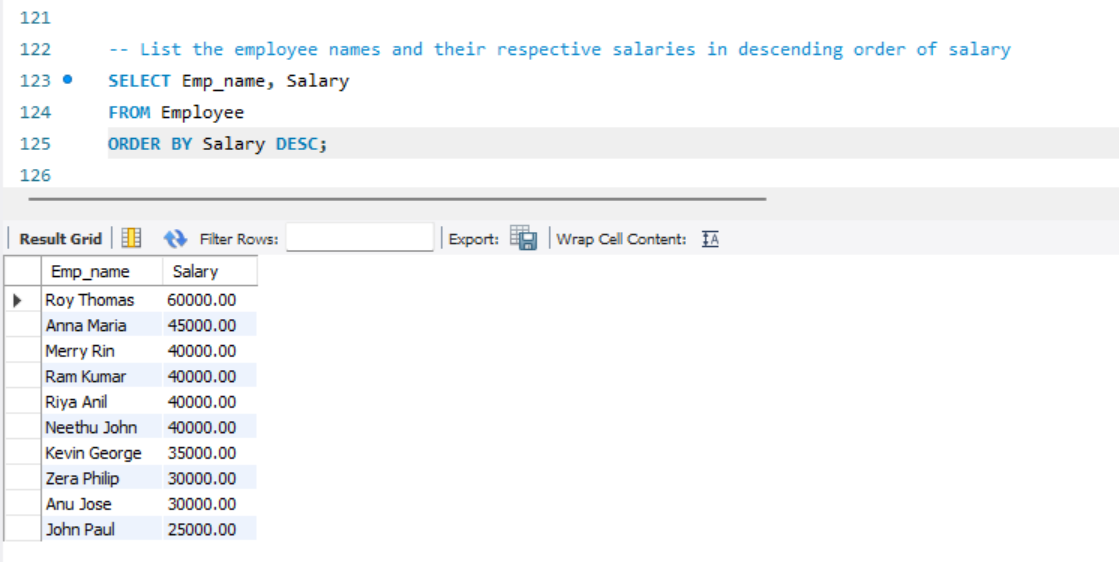 121
122 -- List the employee names and their respective salaries in descending order of salary
123 SELECT Emp_name, Salary
124 FROM Employee
125 ORDER BY Salary DESC;
126
Result Grid Filter Rows: Export: Wrap Cell Content: IA
Emp_name Salary
Roy Thomas 60000.00
Anna Maria 45000.00
Merry Rin 40000.00
Ram Kumar 40000.00
Riya Anil 40000.00
Neethu John 40000.00
Kevin George 35000.00
Zera Philip 30000.00
Anu Jose 30000.00
John Paul 25000.00